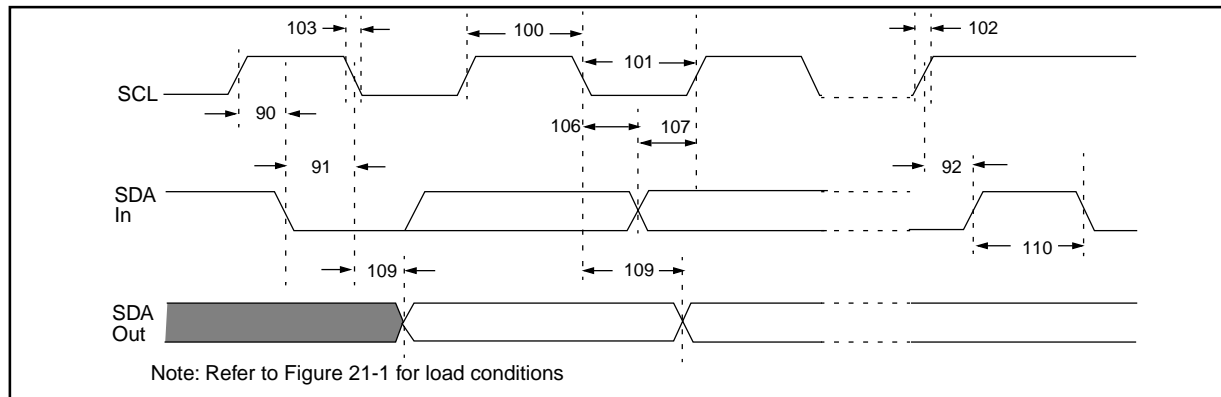 103
100
102
101
SCL
90
106
107
91
92
SDA
In
110
109
109
SDA
Out
Note: Refer to Figure 21-1 for load conditions